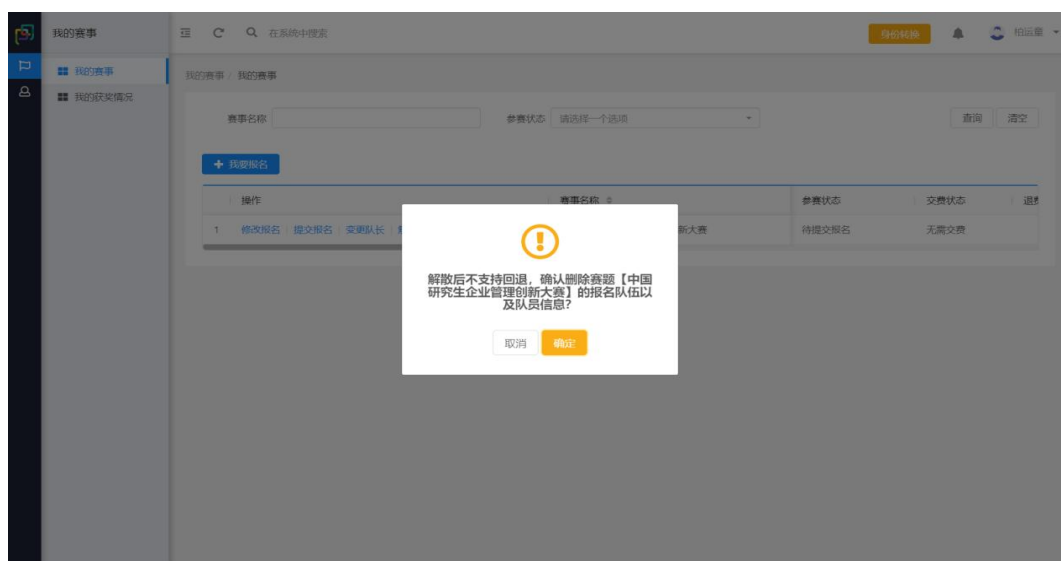 我的赛事
在系统中搜索
身份转换
我的赛事
我的获奖情况
我的赛事 / 我的赛事
赛事名称
参赛状态 请选择一个选项
查询 清空
+ 我要报名
操作 赛事名称 参赛状态 交费状态
1 修改报名 提交报名 变更队长 新大赛 待提交报名 无需交费
解散后不支持回退，确认删除赛题【中国
研究生企业管理创新大赛】的报名队伍以
及队员信息？
取消 确定